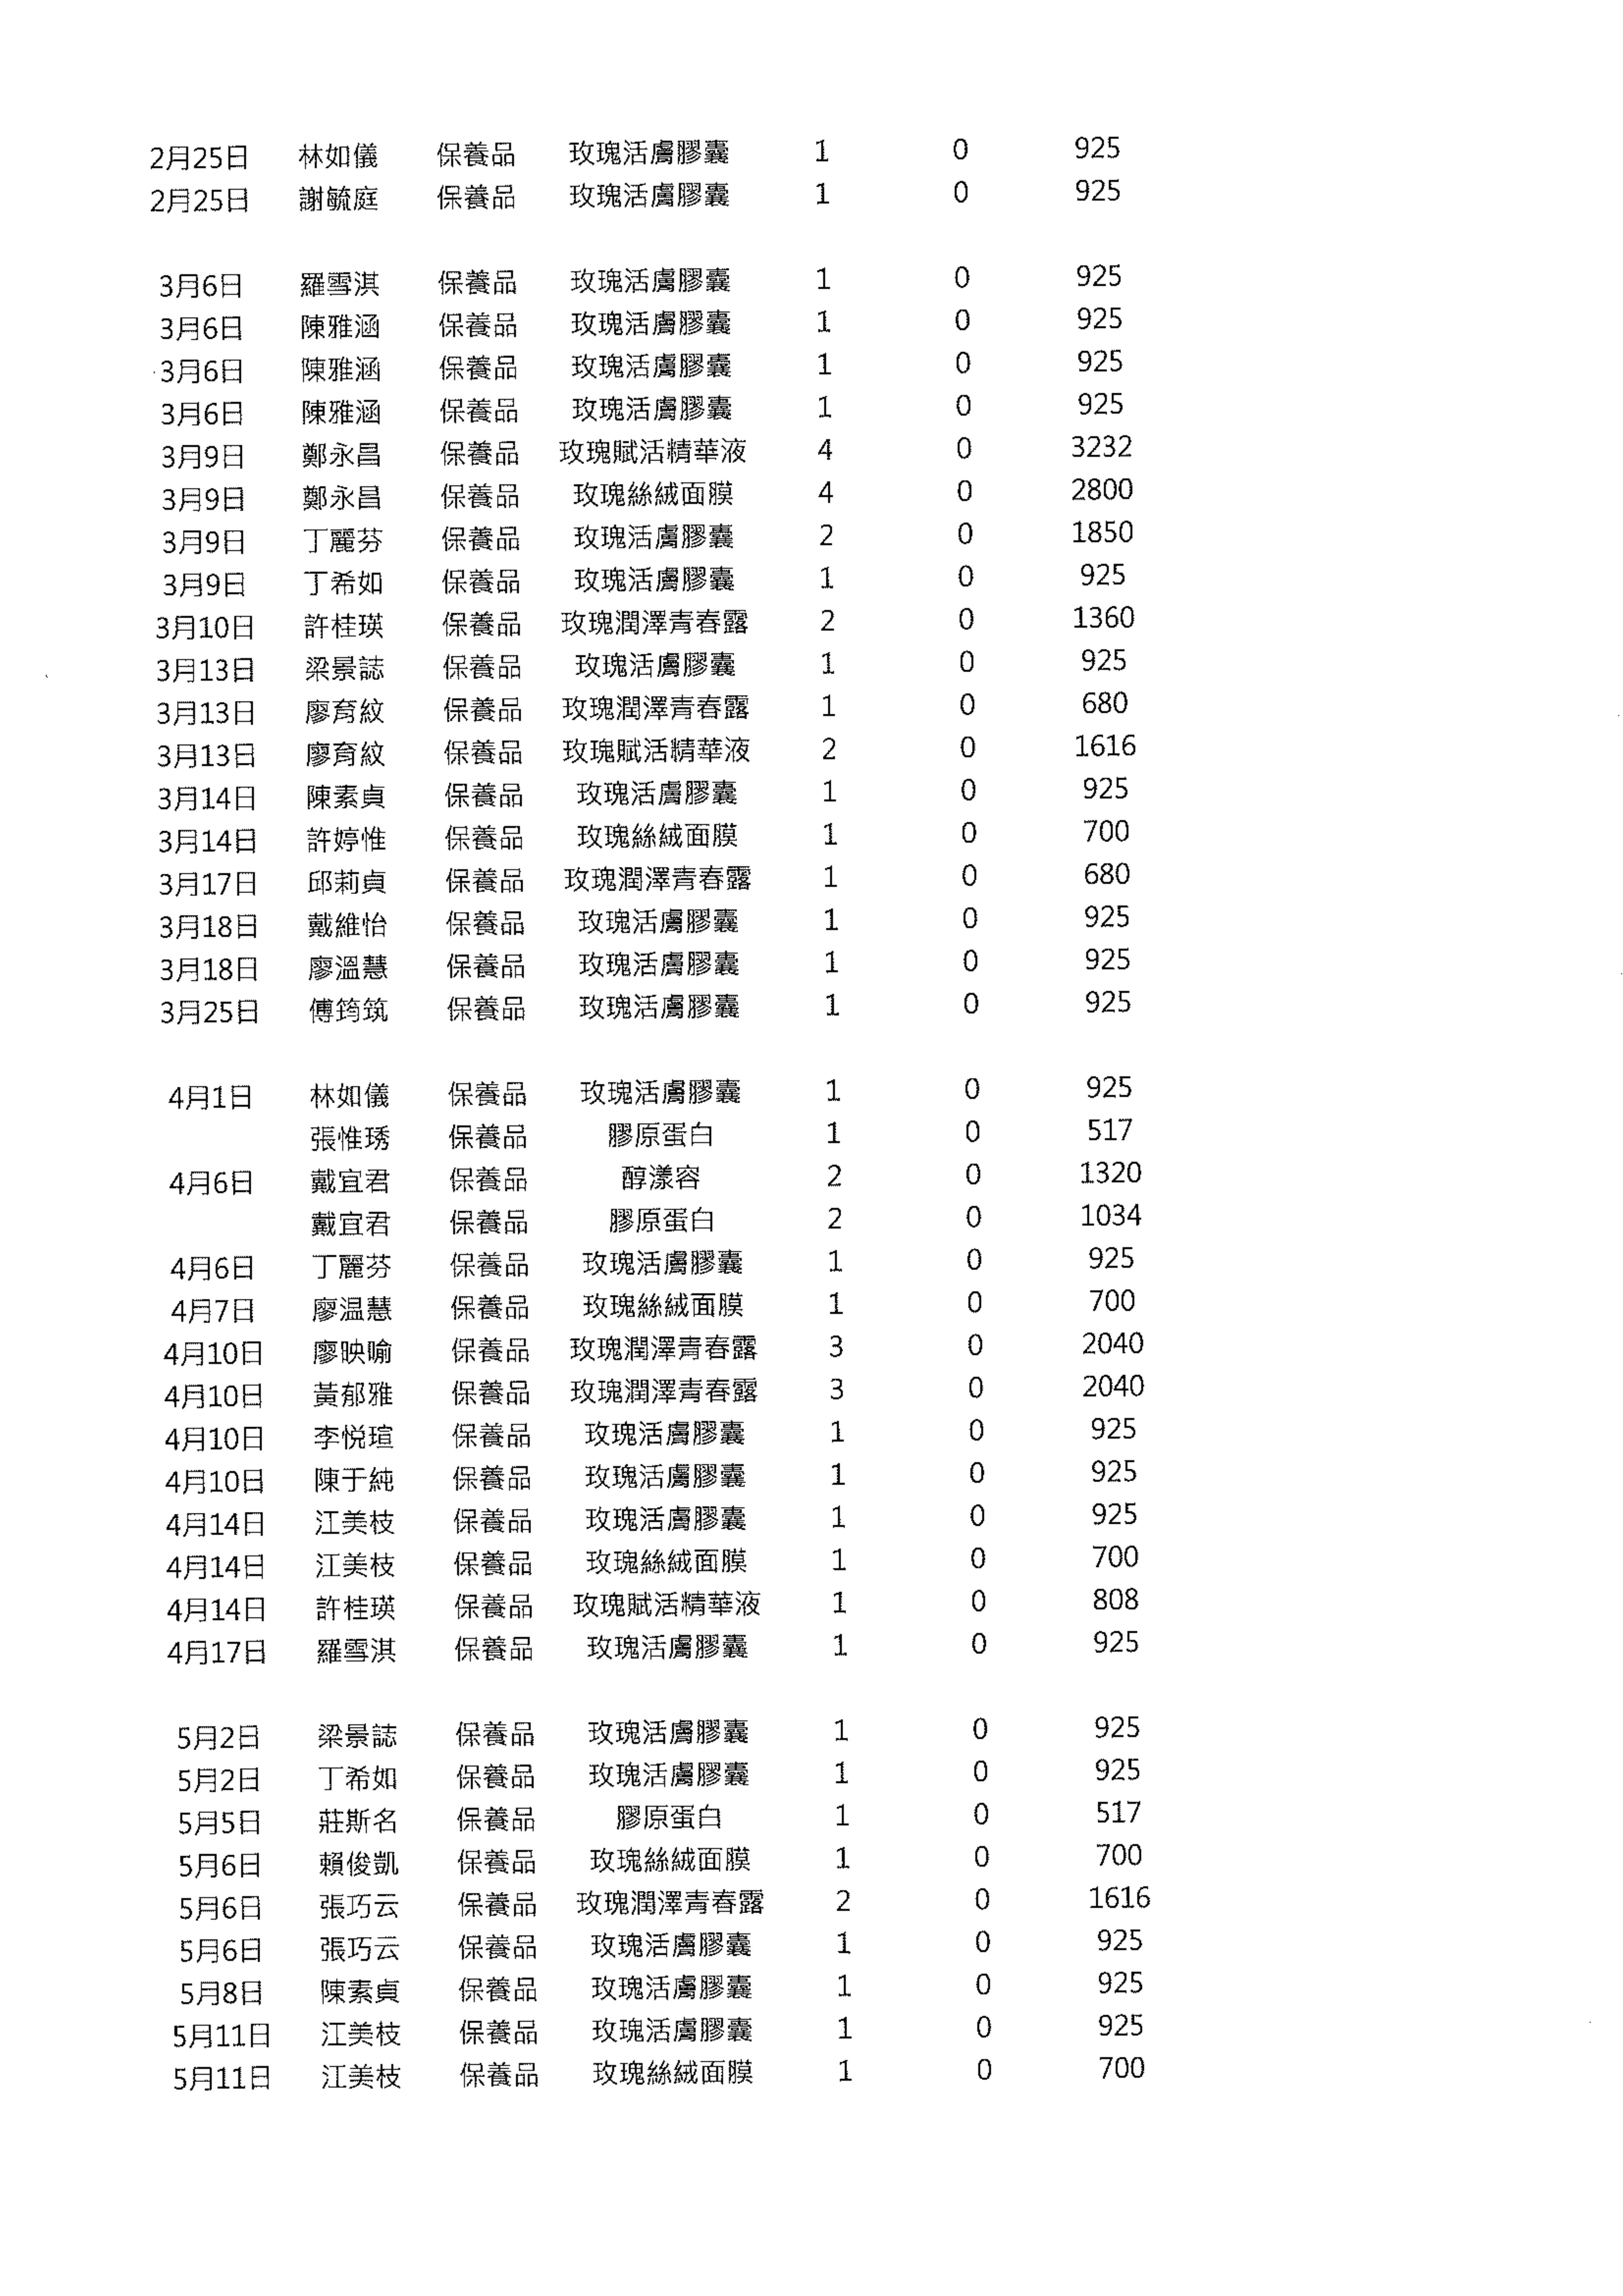 2月25日 林如儀 保養品 玫瑰活膚膠囊 1 0 925
2月25日 謝毓庭 保養品 玫瑰活膚膠囊 1 0 925
3月6日 羅雪淇 保養品 玫瑰活膚膠囊 1 0 925
3月6日 陳雅涵 保養品 玫瑰活膚膠囊 1 0 925
3月6日 陳雅涵 保養品 玫瑰活膚膠囊 1 0 925
3月6日 陳雅涵 保養品 玫瑰活膚膠囊 1 0 925
3月9日 鄭永昌 保養品 玫瑰賦活精華液 4 0 3232
3月9日 鄭永昌 保養品 玫瑰絲絨面膜 4 0 2800
3月9日 丁麗芬 保養品 玫瑰活膚膠囊 2 0 1850
3月9日 丁希如 保養品 玫瑰活膚膠囊 1 0 925
3月10日 許桂瑛 保養品 玫瑰潤澤青春露 2 0 1360
3月13日 梁景誌 保養品 玫瑰活膚膠囊 1 0 925
3月13日 廖育紋 保養品 玫瑰潤澤青春露 1 0 680
3月13日 廖育紋 保養品 玫瑰賦活精華液 2 0 1616
3月14日 陳素貞 保養品 玫瑰活膚膠囊 1 0 925
3月14日 許婷惟 保養品 玫瑰絲絨面膜 1 0 700
3月17日 邱莉貞 保養品 玫瑰潤澤青春露 1 0 680
3月18日 戴維怡 保養品 玫瑰活膚膠囊 1 0 925
3月18日 廖溫慧 保養品 玫瑰活膚膠囊 1 0 925
3月25日 傅筠筑 保養品 玫瑰活膚膠囊 1 0 925
4月1日 林如儀 保養品 玫瑰活膚膠囊 1 0 925
張惟琇 保養品 膠原蛋白 1 0 517
4月6日 戴宜君 保養品 醇漾容 2 0 1320
戴宜君 保養品 膠原蛋白 2 0 1034
4月6日 丁麗芬 保養品 玫瑰活膚膠囊 1 0 925
4月7日 廖温慧 保養品 玫瑰絲絨面膜 1 0 700
4月10日 廖映喻 保養品 玫瑰潤澤青春露 3 0 2040
4月10日 黃郁雅 保養品 玫瑰潤澤青春露 3 0 2040
4月10日 李悦瑄 保養品 玫瑰活膚膠囊 1 0 925
4月10日 陳于純 保養品 玫瑰活膚膠囊 1 0 925
4月14日 江美枝 保養品 玫瑰活膚膠囊 1 0 925
4月14日 江美枝 保養品 玫瑰絲絨面膜 1 0 700
4月14日 許桂瑛 保養品 玫瑰賦活精華液 1 0 808
4月17日 羅雪淇 保養品 玫瑰活膚膠囊 1 0 925
5月2日 梁景誌 保養品 玫瑰活膚膠囊 1 0 925
5月2日 丁希如 保養品 玫瑰活膚膠囊 1 0 925
5月5日 莊斯名 保養品 膠原蛋白 1 0 517
5月6日 賴俊凱 保養品 玫瑰絲絨面膜 1 0 700
5月6日 張巧云 保養品 玫瑰潤澤青春露 2 0 1616
5月6日 張巧云 保養品 玫瑰活膚膠囊 1 0 925
5月8日 陳素貞 保養品 玫瑰活膚膠囊 1 0 925
5月11日 江美枝 保養品 玫瑰活膚膠囊 1 0 925
5月11日 江美枝 保養品 玫瑰絲絨面膜 1 0 700